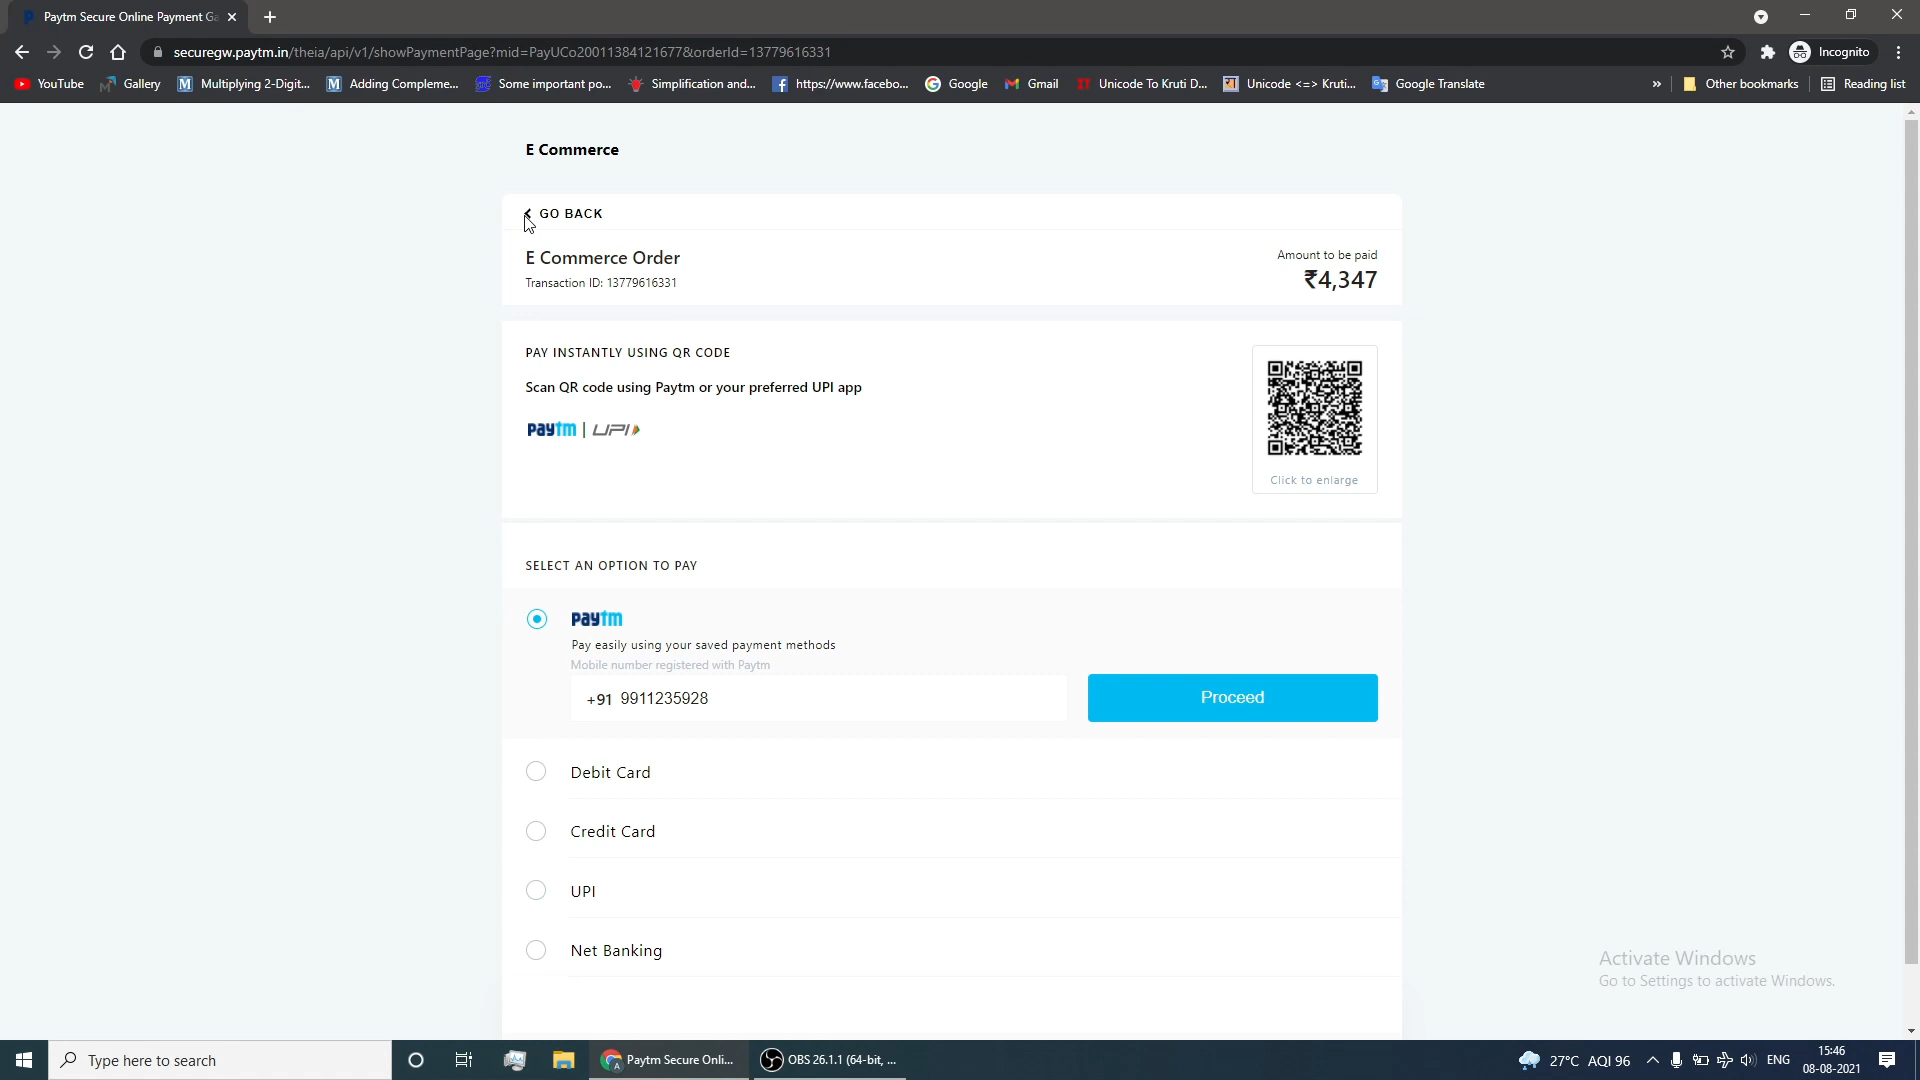 Paytm Secure Online Payment Ga
securegw.paytm.in/theia/api/v1/showPaymentPage?mid=PayUCo20011384121677&orderId=13779616331
Incognito
YouTube
Gallery
Multiplying 2-Digit...
Adding Compleme...
Some important po...
Simplification and...
https://www.facebo...
Google
Gmail
Unicode To Kruti D...
Unicode <=> Kruti...
Google Translate
»
Other bookmarks
Reading list
E Commerce
GO BACK
E Commerce Order
Transaction ID: 13779616331
Amount to be paid
₹4,347
PAY INSTANTLY USING QR CODE
Scan QR code using Paytm or your preferred UPI app
paytm | UPI
Click to enlarge
SELECT AN OPTION TO PAY
paytm
Pay easily using your saved payment methods
Mobile number registered with Paytm
+91 9911235928
Proceed
Debit Card
Credit Card
UPI
Net Banking
Activate Windows
Go to Settings to activate Windows.
Type here to search
Paytm Secure Onli...
OBS 26.1.1 (64-bit, ...
27°C AQI 96
ENG
15:46
08-08-2021